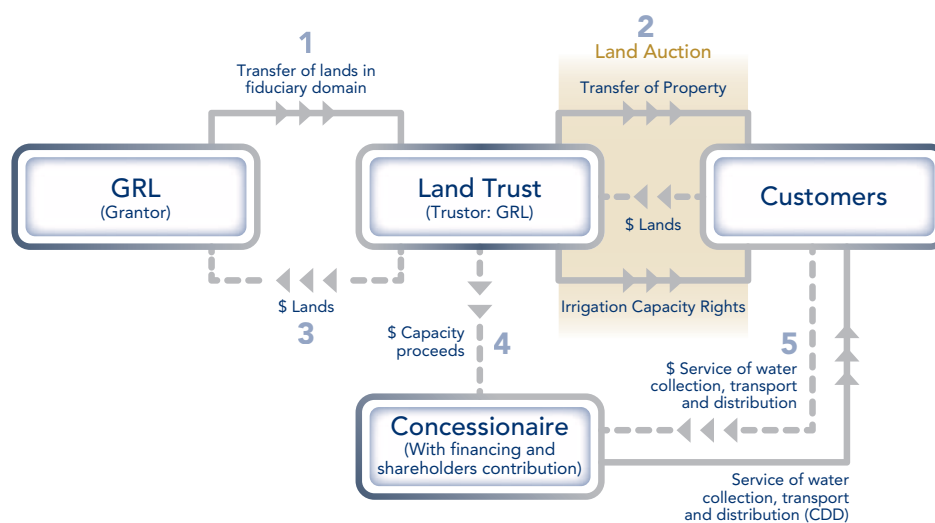 1
Transfer of lands in
fiduciary domain
2
Land Auction
Transfer of Property
GRL
(Grantor)
Land Trust
(Trustor: GRL)
Customers
$ Lands
$ Lands
3
Irrigation Capacity Rights
$ Capacity
proceeds
4
5
$ Service of water
collection, transport
and distribution
Concessionaire
(With financing and
shareholders contribution)
Service of water
collection, transport
and distribution (CDD)